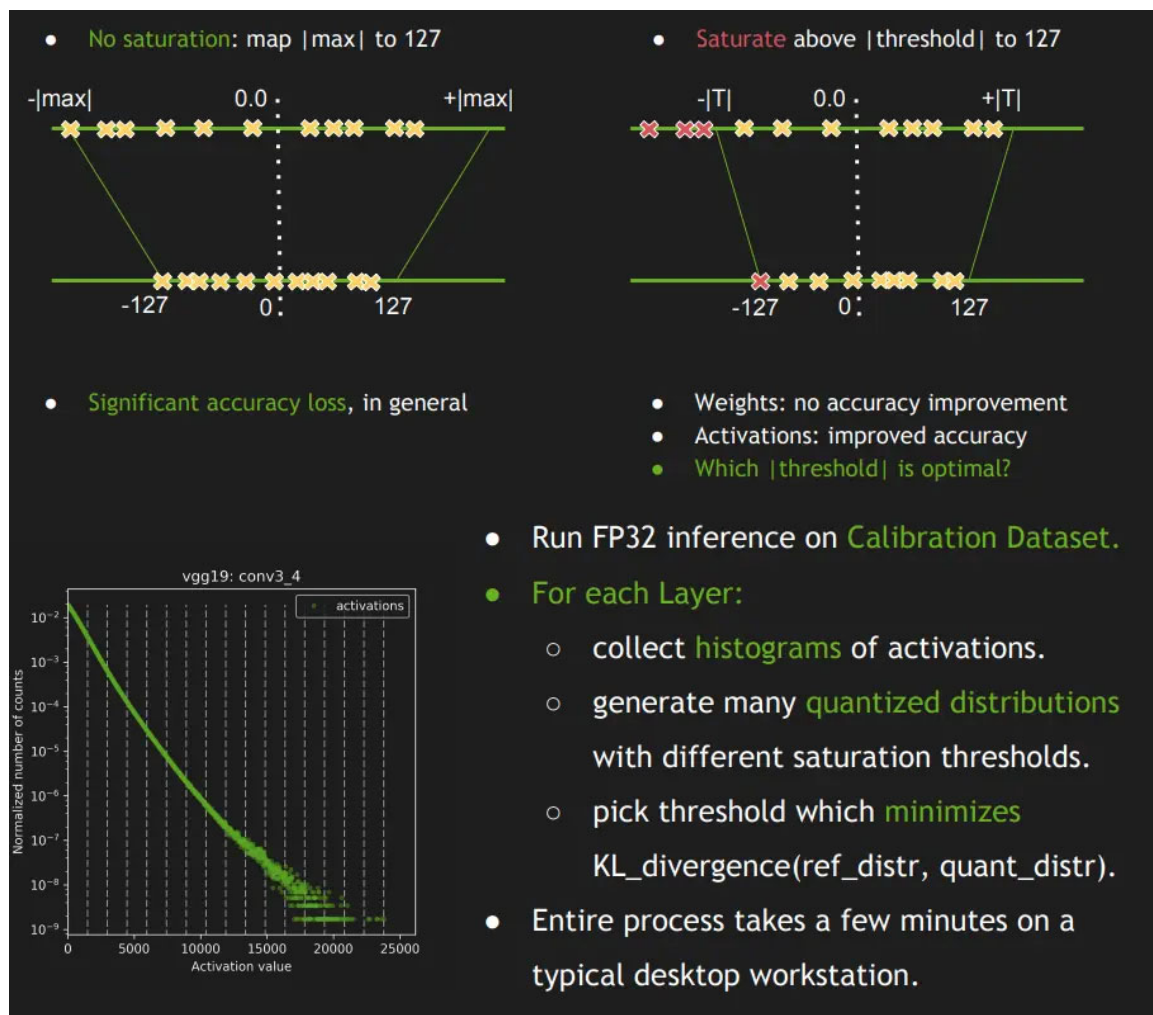 No saturation: map |max| to 127
-|max| 0.0 +|max|
-127 0 127
Significant accuracy loss, in general
Saturate above |threshold| to 127
-|T| 0.0 +|T|
-127 0 127
Weights: no accuracy improvement
Activations: improved accuracy
Which |threshold| is optimal?
vgg19: conv3_4
activations
Normalized number of counts
10⁻²
10⁻³
10⁻⁴
10⁻⁵
10⁻⁶
10⁻⁷
10⁻⁸
10⁻⁹
0 5000 10000 15000 20000 25000
Activation value
Run FP32 inference on Calibration Dataset.
For each Layer:
collect histograms of activations.
generate many quantized distributions
with different saturation thresholds.
pick threshold which minimizes
KL_divergence(ref_distr, quant_distr).
Entire process takes a few minutes on a
typical desktop workstation.